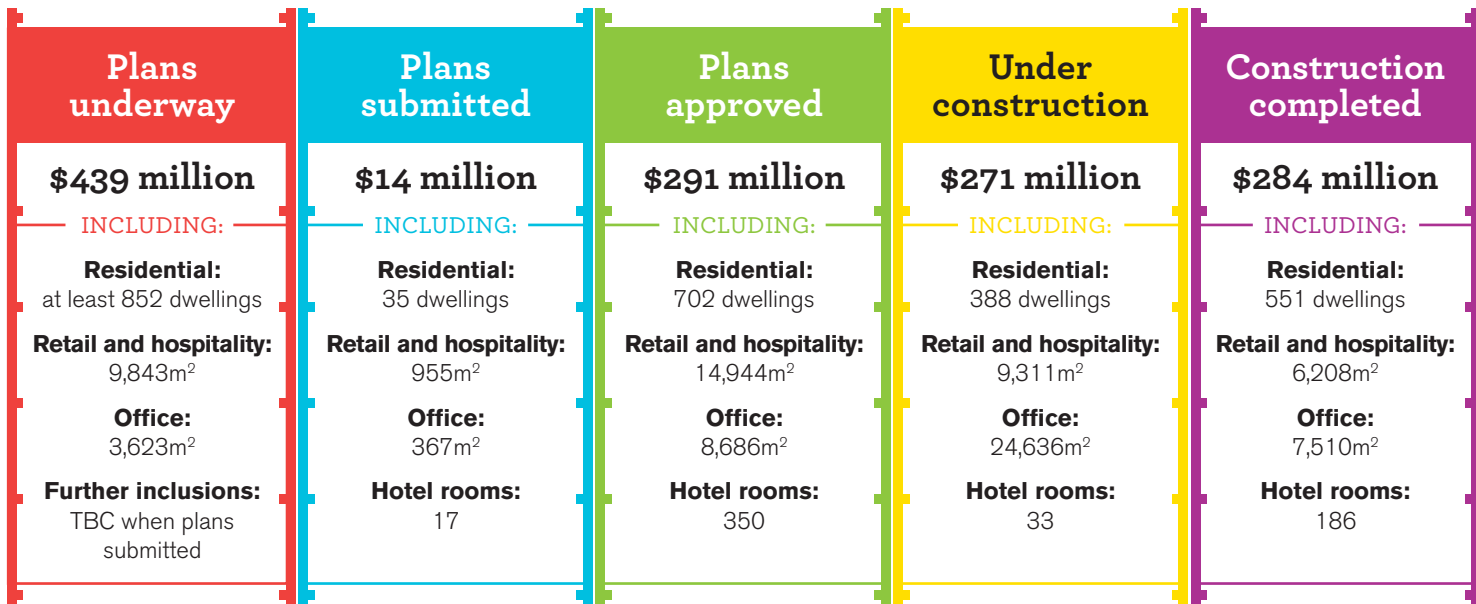 Plans
underway
$439 million
INCLUDING:
Residential:
at least 852 dwellings
Retail and hospitality:
9,843m²
Office:
3,623m²
Further inclusions:
TBC when plans
submitted
Plans
submitted
$14 million
INCLUDING:
Residential:
35 dwellings
Retail and hospitality:
955m²
Office:
367m²
Hotel rooms:
17
Plans
approved
$291 million
INCLUDING:
Residential:
702 dwellings
Retail and hospitality:
14,944m²
Office:
8,686m²
Hotel rooms:
350
Under
construction
$271 million
INCLUDING:
Residential:
388 dwellings
Retail and hospitality:
9,311m²
Office:
24,636m²
Hotel rooms:
33
Construction
completed
$284 million
INCLUDING:
Residential:
551 dwellings
Retail and hospitality:
6,208m²
Office:
7,510m²
Hotel rooms:
186